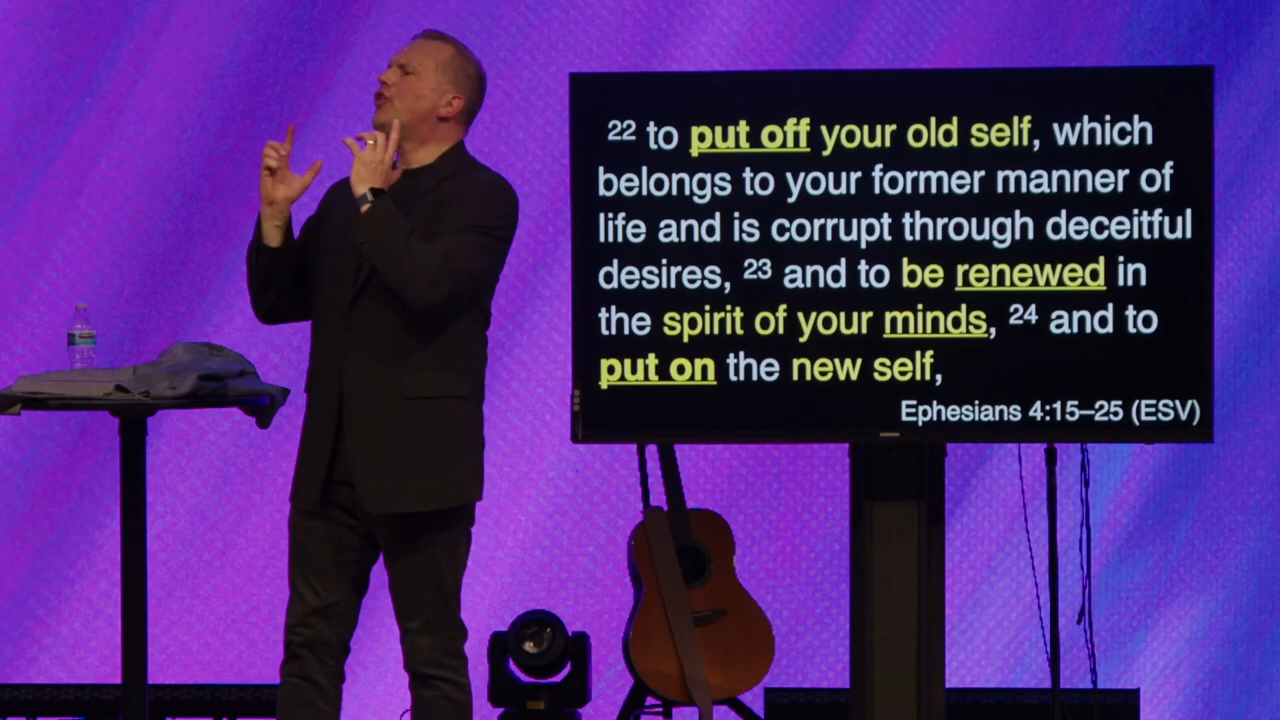 22 to put off your old self, which
belongs to your former manner of
life and is corrupt through deceitful
desires, 23 and to be renewed in
the spirit of your minds, 24 and to
put on the new self,
Ephesians 4:15–25 (ESV)